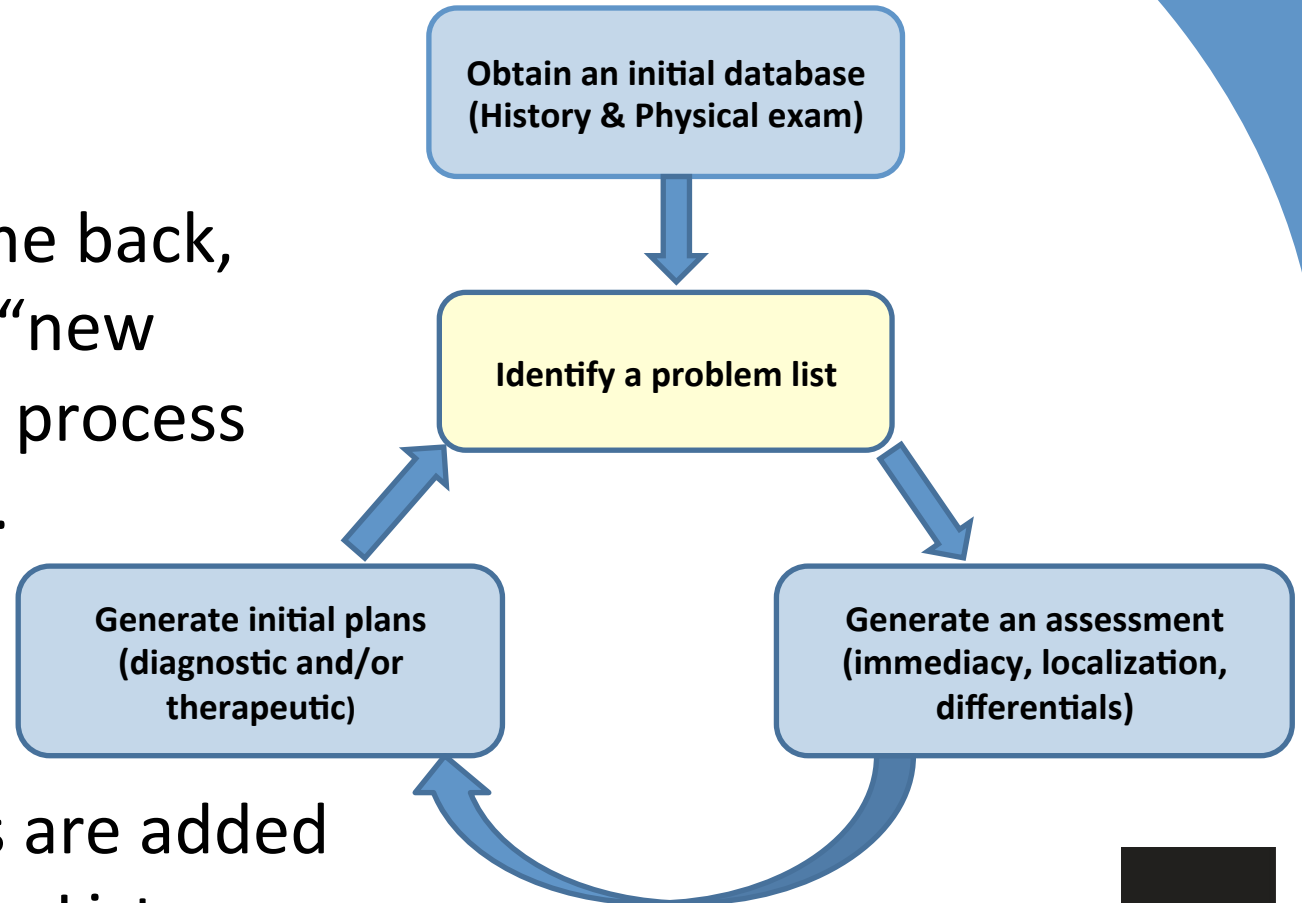 Obtain an initial database
(History & Physical exam)
ne back,
“new
process
.
Identify a problem list
Generate initial plans
(diagnostic and/or
therapeutic)
Generate an assessment
(immediacy, localization,
differentials)
s are added